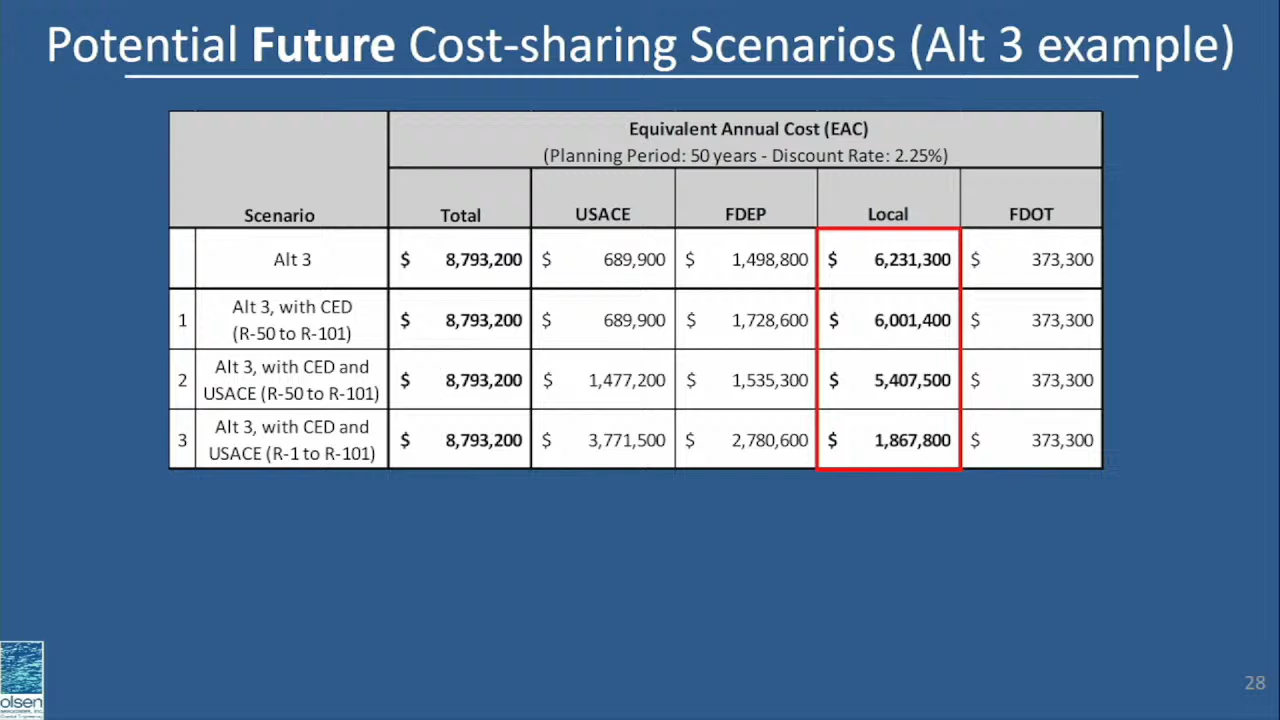 Potential Future Cost-sharing Scenarios (Alt 3 example)
Equivalent Annual Cost (EAC)
(Planning Period: 50 years - Discount Rate: 2.25%)
Scenario Total USACE FDEP Local FDOT
Alt 3 $ 8,793,200 $ 689,900 $ 1,498,800 $ 6,231,300 $ 373,300
Alt 3, with CED
1 (R-50 to R-101) $ 8,793,200 $ 689,900 $ 1,728,600 $ 6,001,400 $ 373,300
Alt 3, with CED and
2 USACE (R-50 to R-101) $ 8,793,200 $ 1,477,200 $ 1,535,300 $ 5,407,500 $ 373,300
Alt 3, with CED and
3 USACE (R-1 to R-101) $ 8,793,200 $ 3,771,500 $ 2,780,600 $ 1,867,800 $ 373,300
28
olsen